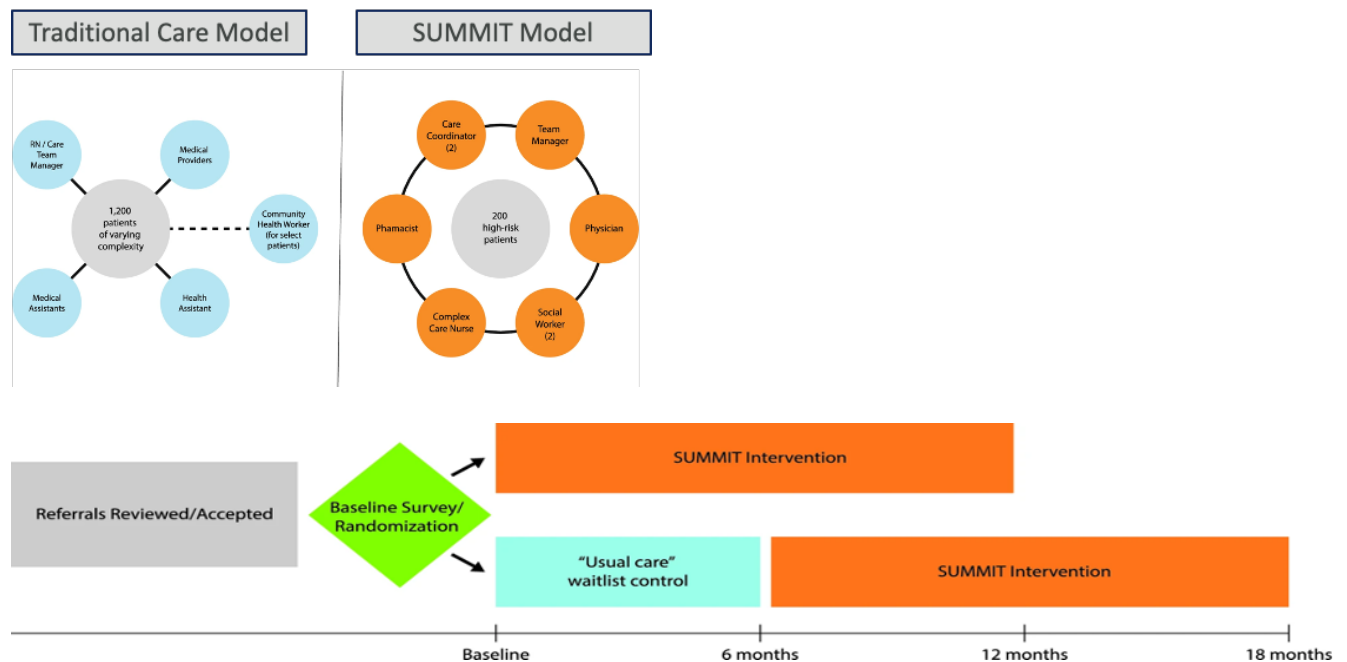 Traditional Care Model
SUMMIT Model
RN / Care
Team
Manager
Medical
Providers
1,200
patients
of varying
complexity
Community
Health Worker
(for select
patients)
Medical
Assistants
Health
Assistant
Care
Coordinator
(2)
Team
Manager
Phamacist
200
high-risk
patients
Physician
Complex
Care Nurse
Social
Worker
(2)
Referrals Reviewed/Accepted
Baseline Survey/
Randomization
SUMMIT Intervention
“Usual care”
waitlist control
SUMMIT Intervention
Baseline
6 months
12 months
18 months